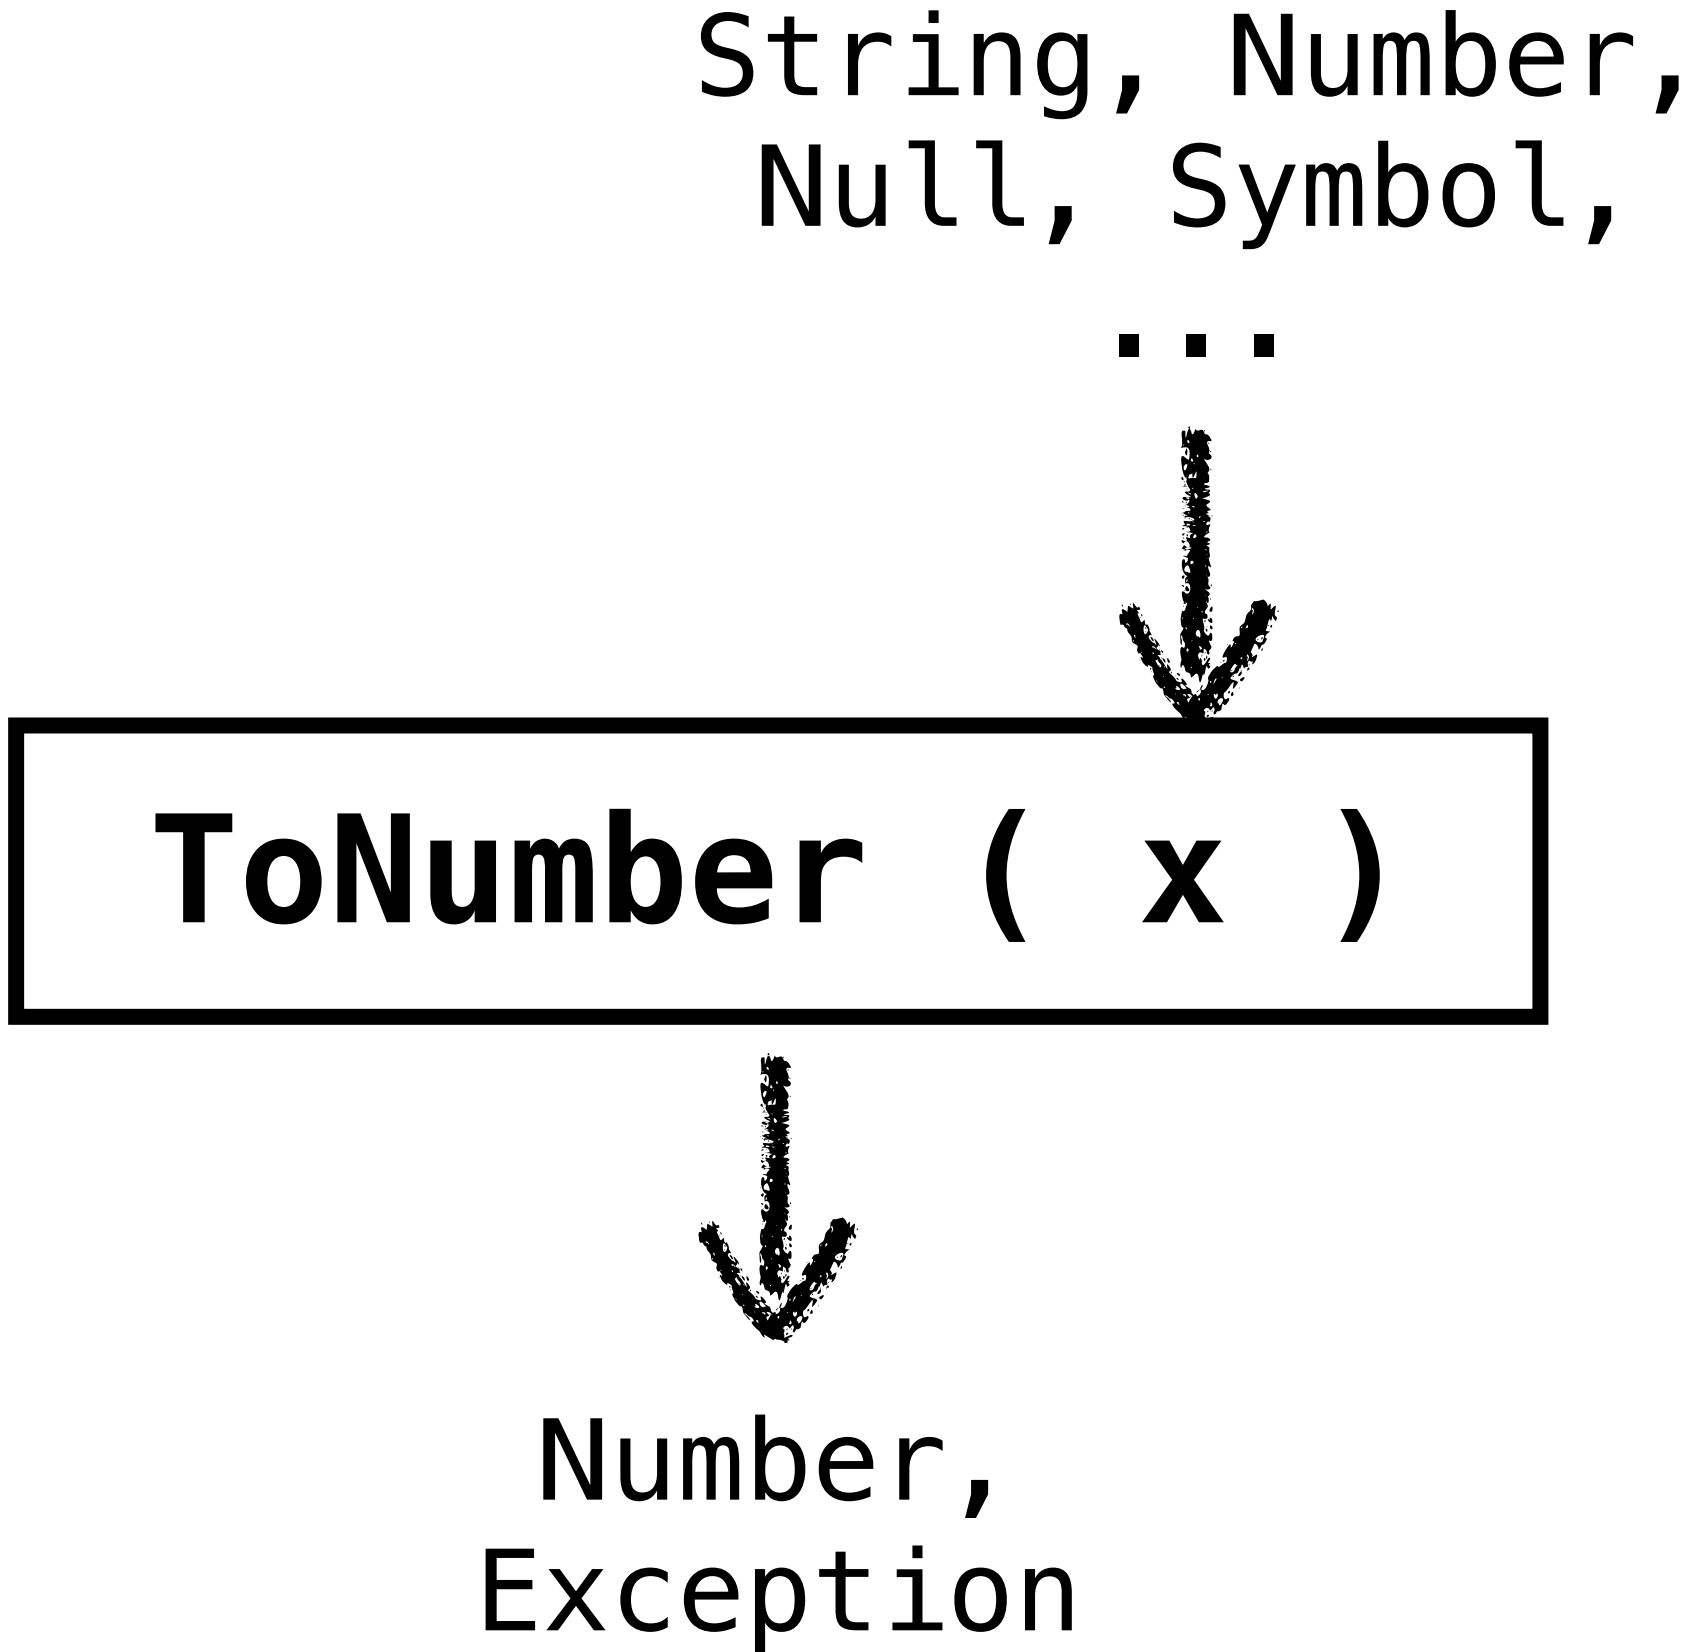 String, Number,
Null, Symbol,
...
ToNumber ( x )
Number,
Exception